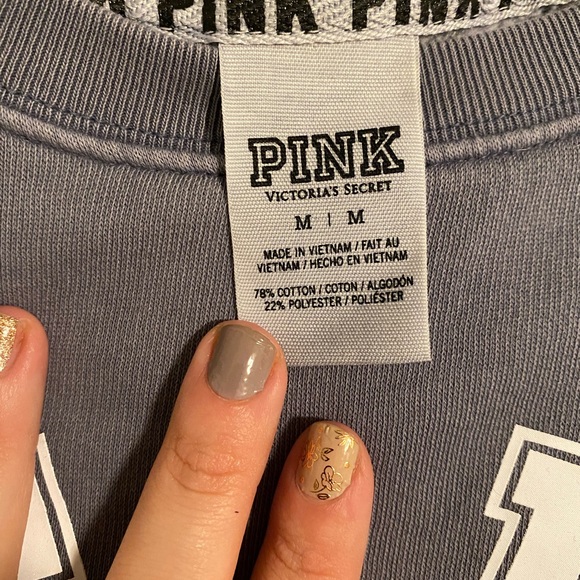 PINK PINK
PINK
VICTORIA'S SECRET
M | M
MADE IN VIETNAM / FAIT AU
VIETNAM / HECHO EN VIETNAM
78% COTTON / COTON / ALGODÓN
22% POLYESTER / POLIÉSTER